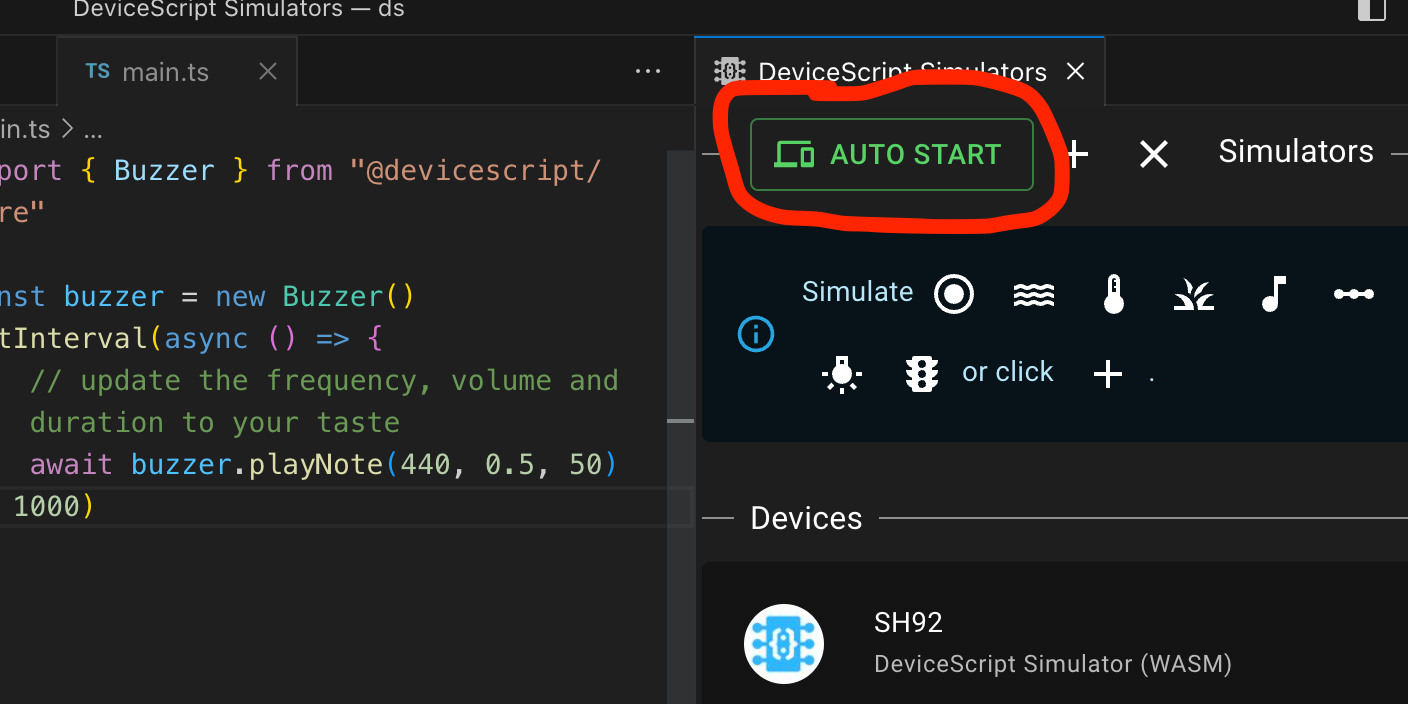 DeviceScript Simulators — ds
TS main.ts
...
DeviceScript Simulators
in.ts > ...
port { Buzzer } from "@devicescript/
re"
nst buzzer = new Buzzer()
tInterval(async () => {
// update the frequency, volume and
duration to your taste
await buzzer.playNote(440, 0.5, 50)
1000)
AUTO START
Simulators
Simulate
or click + .
Devices
SH92
DeviceScript Simulator (WASM)